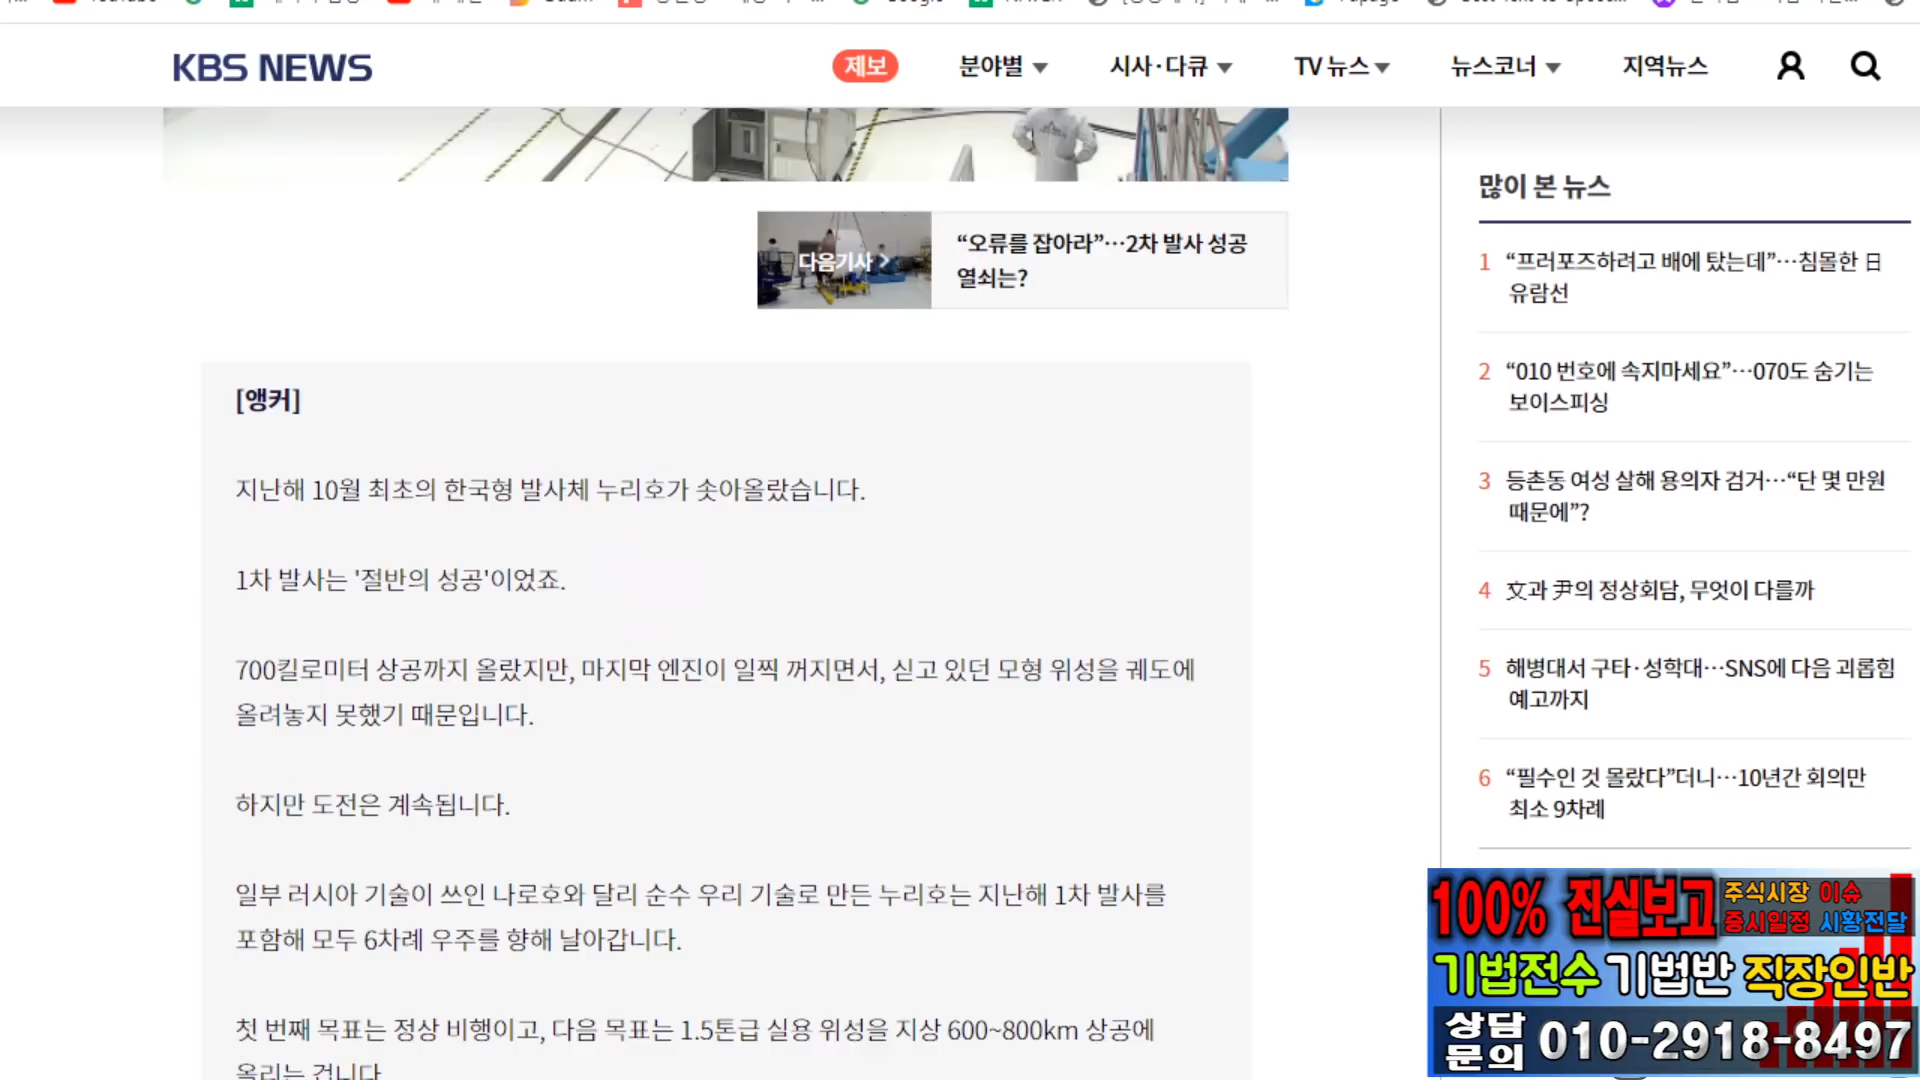 KBS NEWS
제보
분야별
시사·다큐
TV 뉴스
뉴스코너
지역뉴스
다음기사 >
“오류를 잡아라”…2차 발사 성공
열쇠는?
[앵커]
지난해 10월 최초의 한국형 발사체 누리호가 솟아올랐습니다.
1차 발사는 '절반의 성공'이었죠.
700킬로미터 상공까지 올랐지만, 마지막 엔진이 일찍 꺼지면서, 싣고 있던 모형 위성을 궤도에
올려놓지 못했기 때문입니다.
하지만 도전은 계속됩니다.
일부 러시아 기술이 쓰인 나로호와 달리 순수 우리 기술로 만든 누리호는 지난해 1차 발사를
포함해 모두 6차례 우주를 향해 날아갑니다.
첫 번째 목표는 정상 비행이고, 다음 목표는 1.5톤급 실용 위성을 지상 600~800km 상공에
올리는 겁니다
많이 본 뉴스
1 “프러포즈하려고 배에 탔는데”…침몰한 日
유람선
2 “010 번호에 속지마세요”…070도 숨기는
보이스피싱
3 등촌동 여성 살해 용의자 검거…“단 몇 만원
때문에”?
4 文과 尹의 정상회담, 무엇이 다를까
5 해병대서 구타·성학대…SNS에 다음 괴롭힘
예고까지
6 “필수인 것 몰랐다”더니…10년간 회의만
최소 9차례
100% 진실보고
주식시장 이슈
증시일정 시황전달
기법전수 기법반 직장인반
상담
문의
010-2918-8497